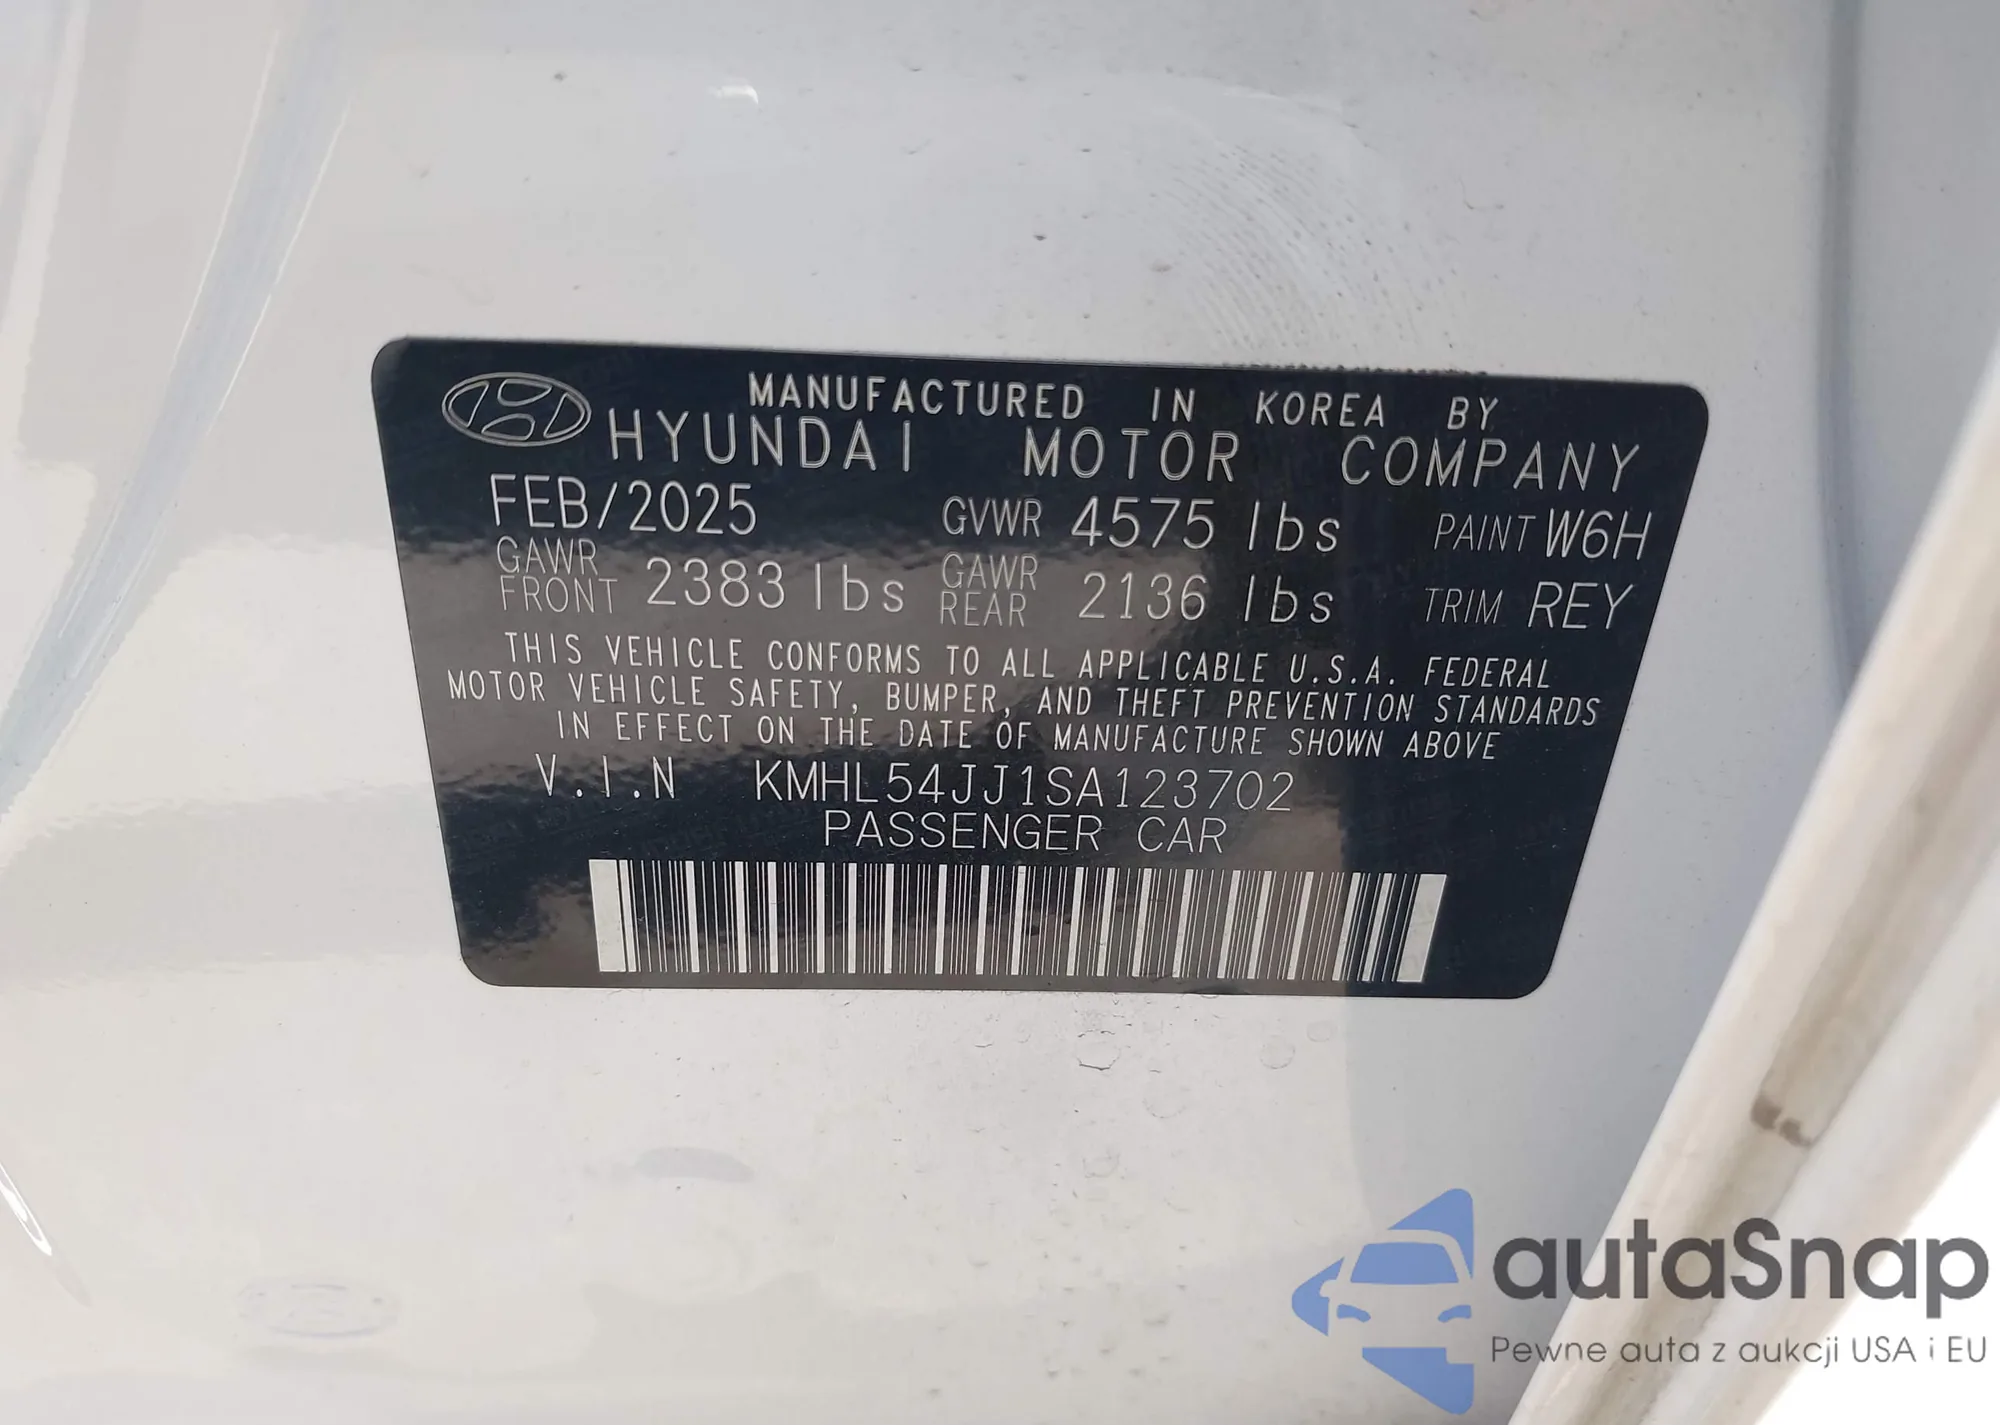 MANUFACTURED IN KOREA BY
HYUNDAI MOTOR COMPANY
FEB/2025 GVWR 4575 lbs PAINT W6H
GAWR FRONT 2383 lbs GAWR REAR 2136 lbs TRIM REY
THIS VEHICLE CONFORMS TO ALL APPLICABLE U.S.A. FEDERAL
MOTOR VEHICLE SAFETY, BUMPER, AND THEFT PREVENTION STANDARDS
IN EFFECT ON THE DATE OF MANUFACTURE SHOWN ABOVE
V.I.N KMHL54JJ1SA123702
PASSENGER CAR
autaSnap
Pewne auta z aukcji USA i EU